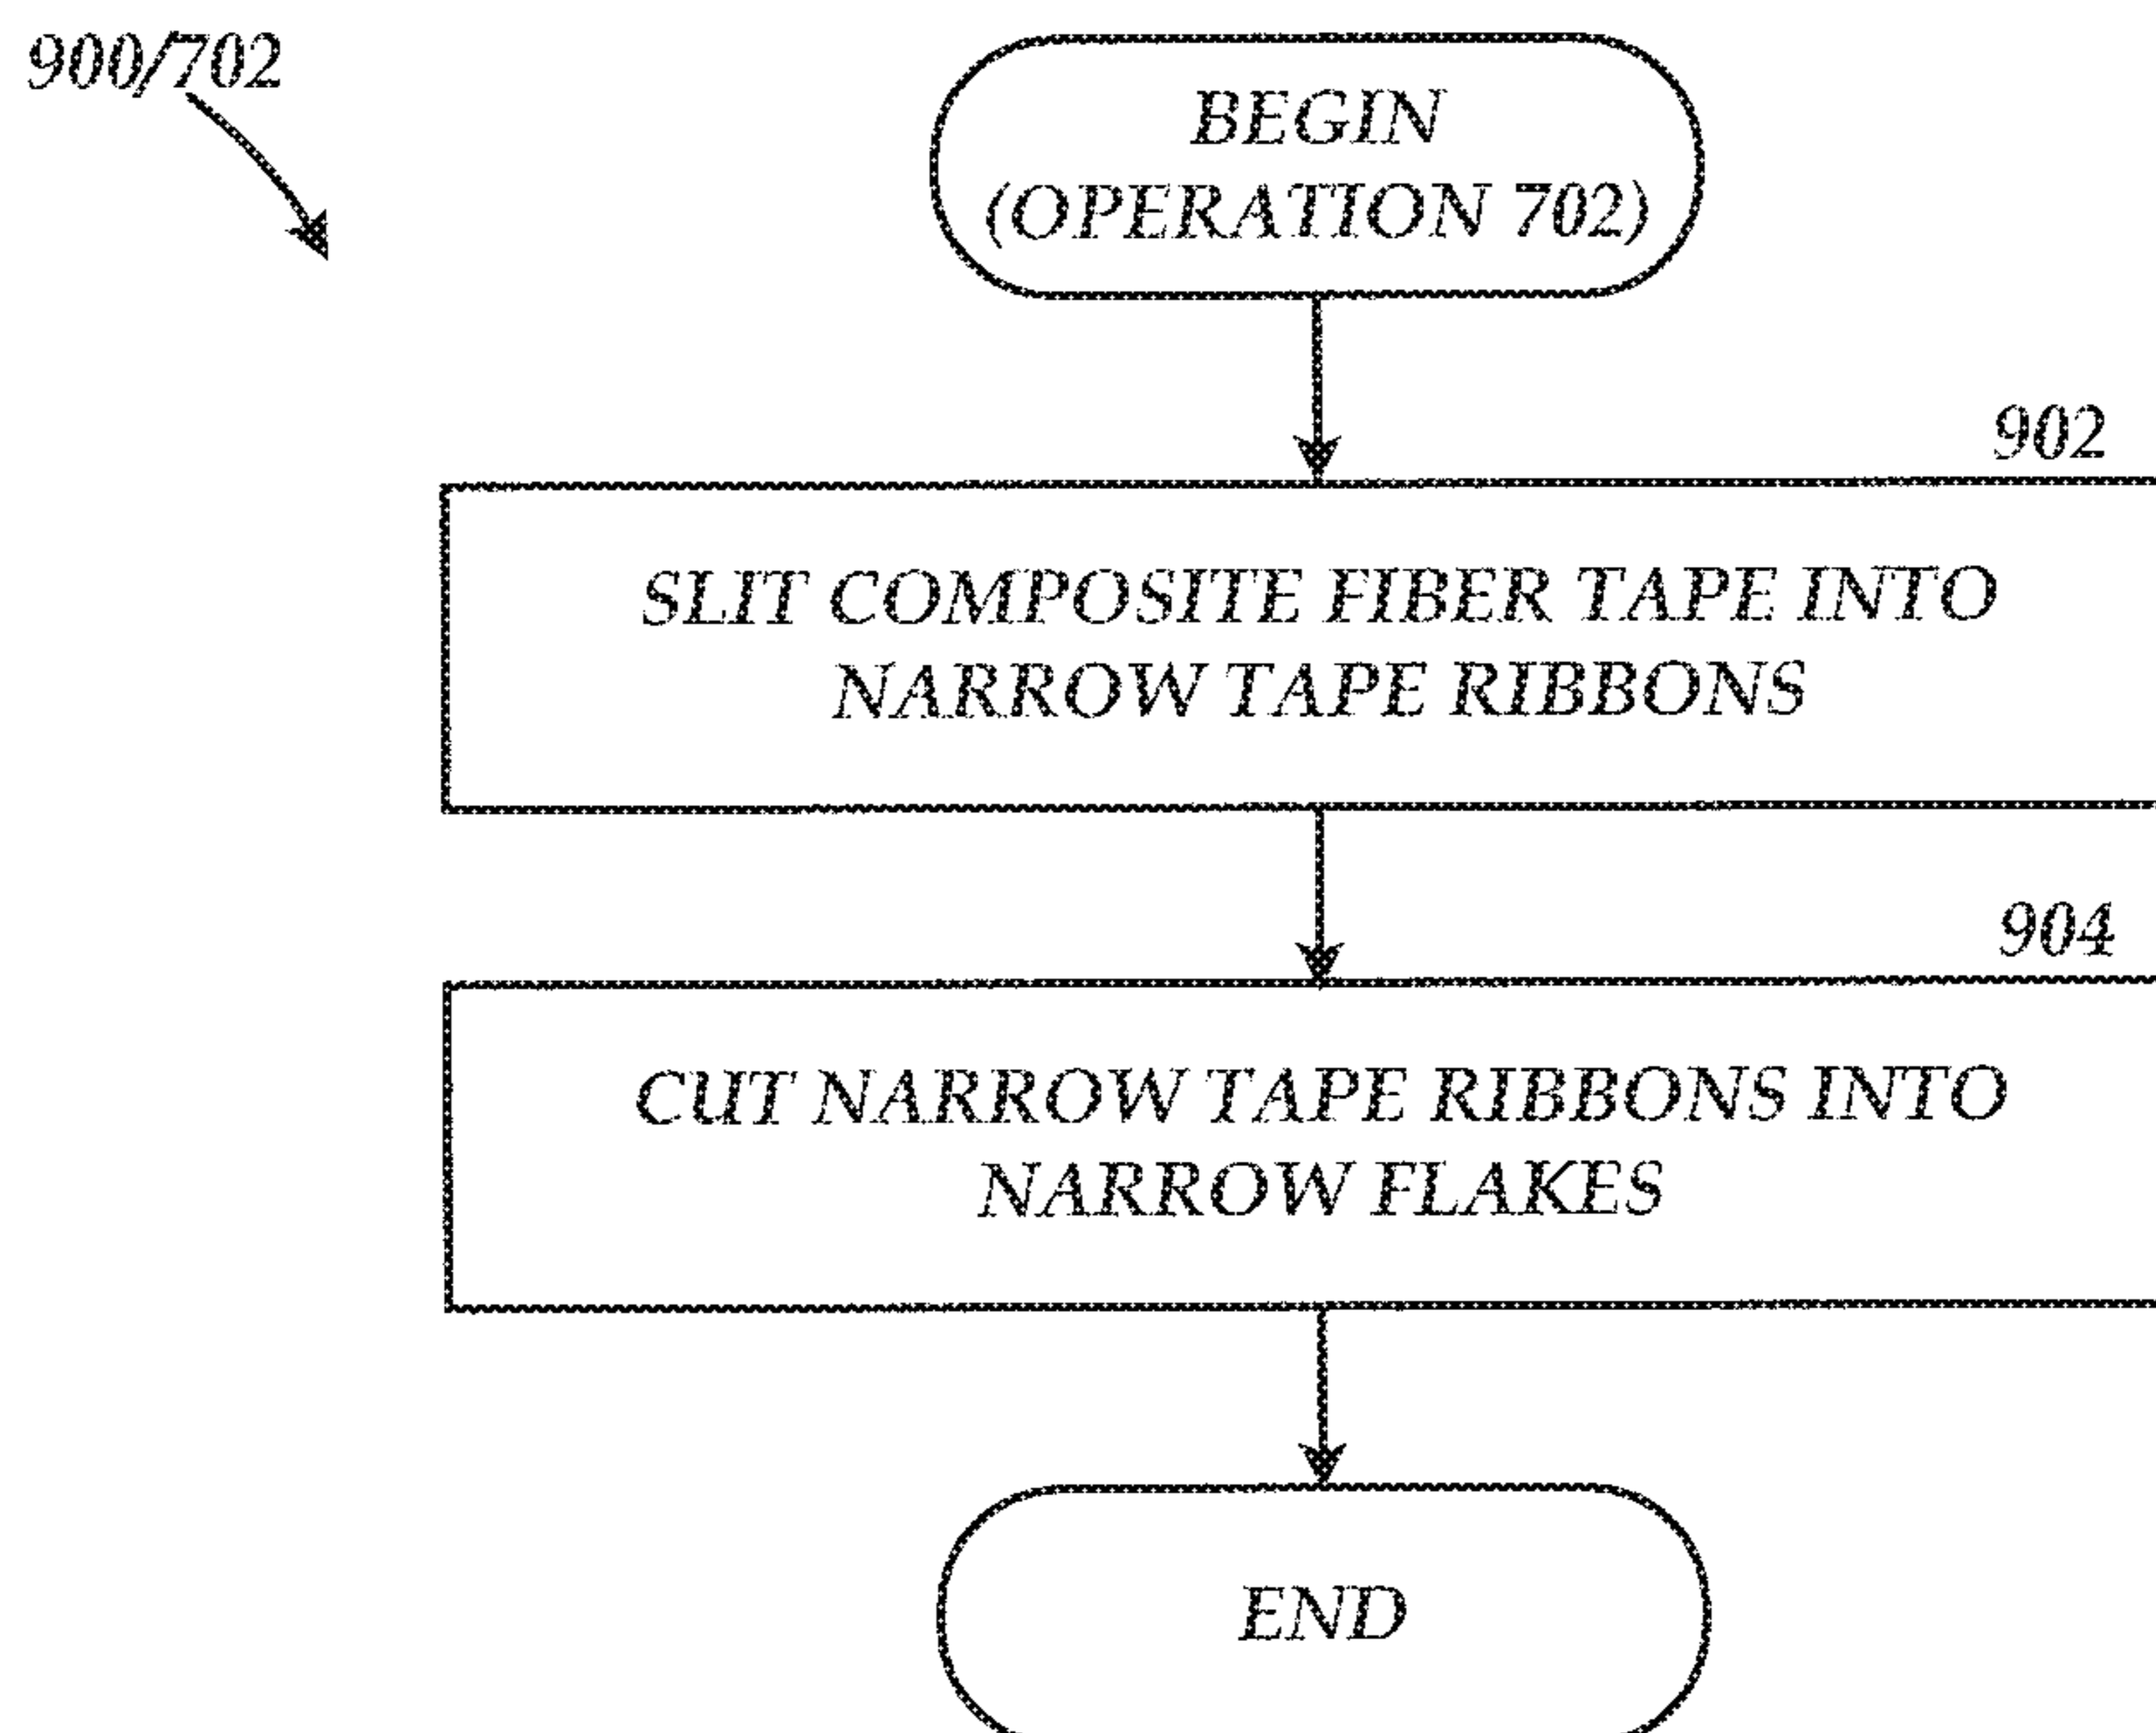 900/702
BEGIN
(OPERATION 702)
902
SLIT COMPOSITE FIBER TAPE INTO
NARROW TAPE RIBBONS
904
CUT NARROW TAPE RIBBONS INTO
NARROW FLAKES
END